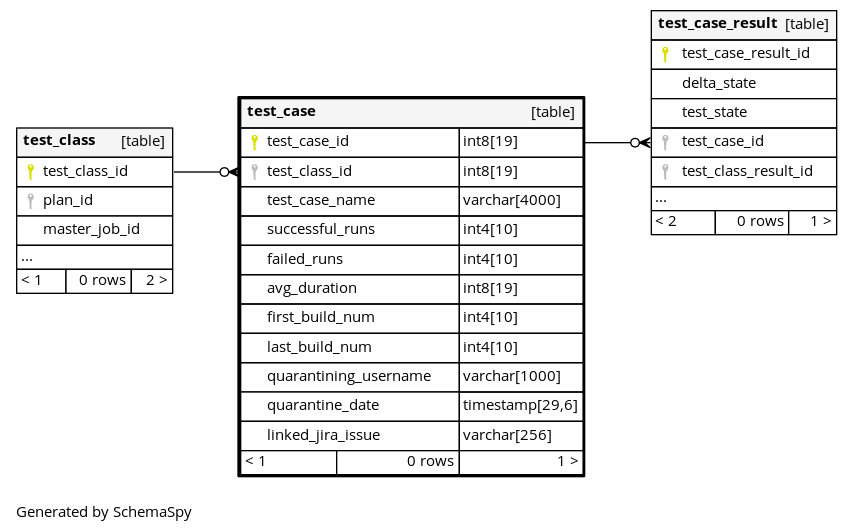 test_class [table]
test_class_id
plan_id
master_job_id
...
< 1 0 rows 2 >
test_case [table]
test_case_id int8[19]
test_class_id int8[19]
test_case_name varchar[4000]
successful_runs int4[10]
failed_runs int4[10]
avg_duration int8[19]
first_build_num int4[10]
last_build_num int4[10]
quarantining_username varchar[1000]
quarantine_date timestamp[29,6]
linked_jira_issue varchar[256]
< 1 0 rows 1 >
test_case_result [table]
test_case_result_id
delta_state
test_state
test_case_id
test_class_result_id
...
< 2 0 rows 1 >
Generated by SchemaSpy